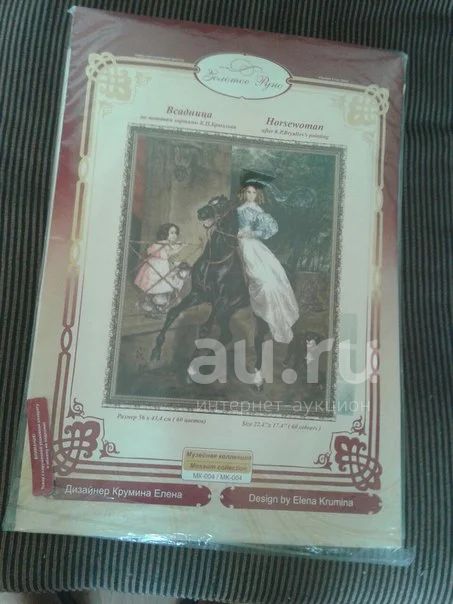 Золотое Руно
Всадница
по мотивам картины К.П.Брюллова
Horsewoman
after K.P.Bryullov's painting
au.ru
интернет-аукцион
Размер 56 x 43,4 см ( 60 цветов)
Size 22.4"x 17.4" ( 60 colours )
Музейная коллекция
Museum collection
МК-004 / MK-004
Дизайнер Крумина Елена
Design by Elena Krumina